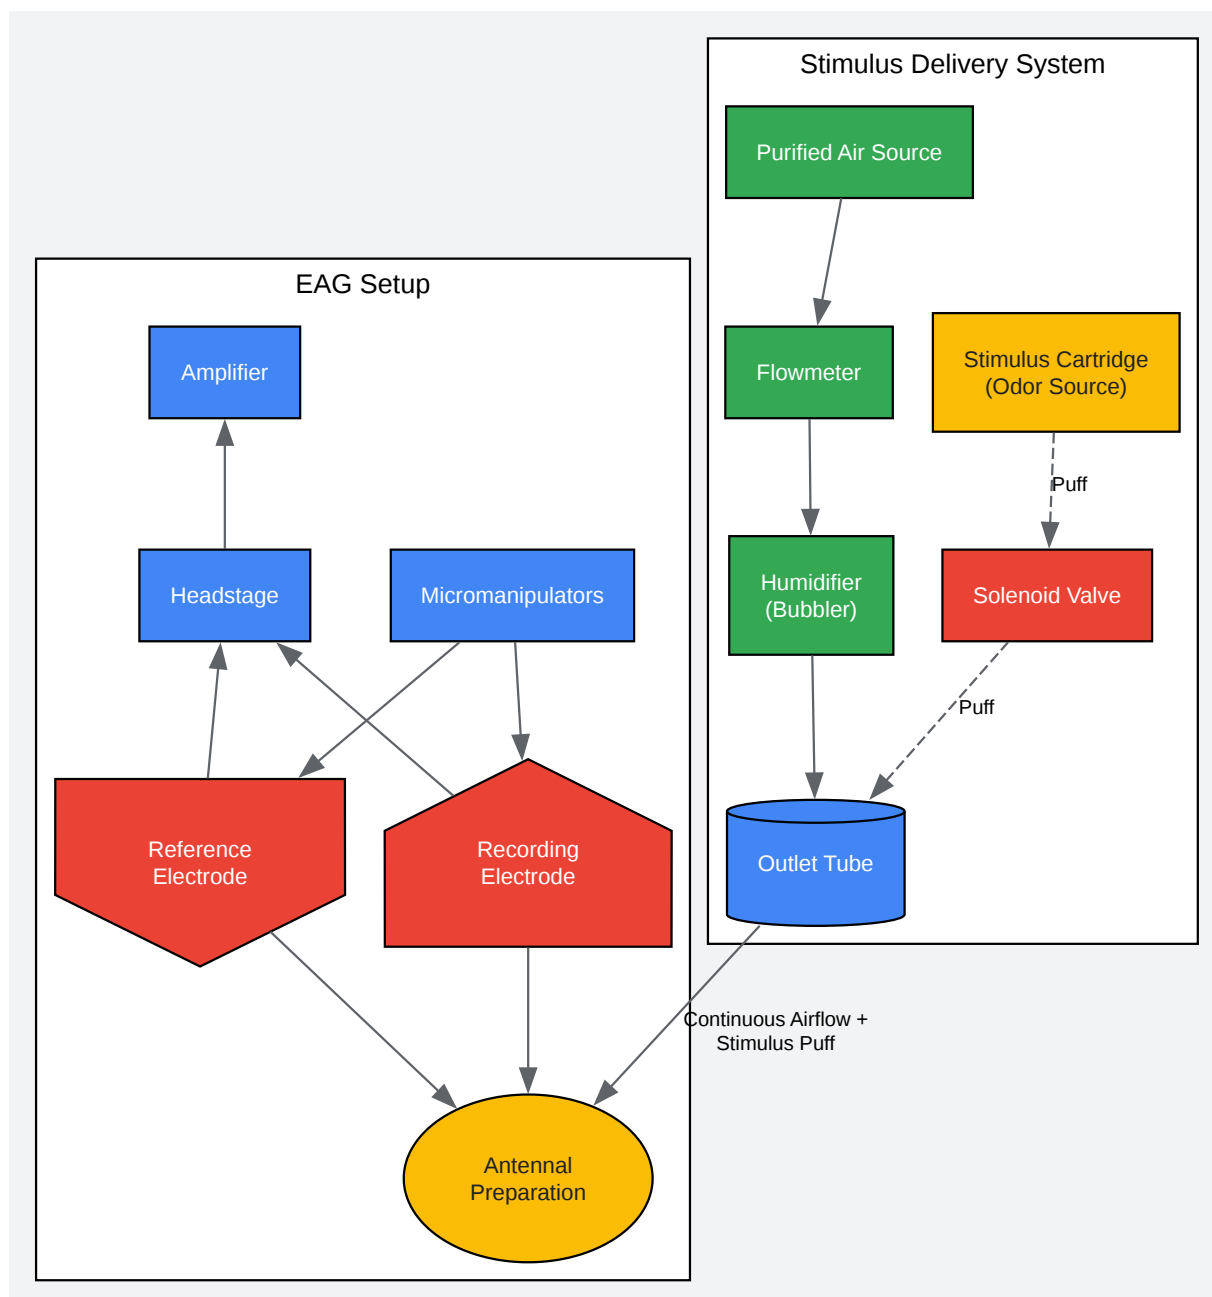 Stimulus Delivery System
Purified Air Source
EAG Setup
Amplifier
Flowmeter
Stimulus Cartridge
(Odor Source)
Puff
Headstage
Micromanipulators
Humidifier
(Bubbler)
Solenoid Valve
Puff
Reference
Electrode
Recording
Electrode
Outlet Tube
Continuous Airflow +
Stimulus Puff
Antennal
Preparation